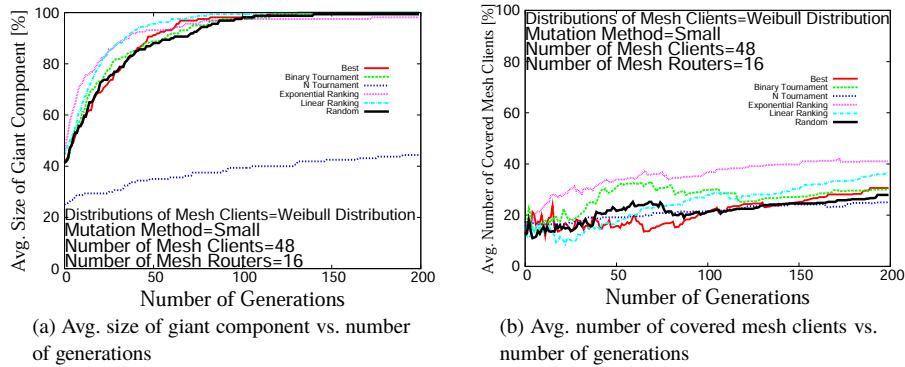 Avg. Size of Giant Component [%]
100
80
60
40
20
0
Best
Binary Tournament
N Tournament
Exponential Ranking
Linear Ranking
Random
Distributions of Mesh Clients=Weibull Distribution
Mutation Method=Small
Number of Mesh Clients=48
Number of Mesh Routers=16
0 50 100 150 200
Number of Generations
(a) Avg. size of giant component vs. number
of generations
Avg. Number of Covered Mesh Clients [%]
100
80
60
40
20
0
Distributions of Mesh Clients=Weibull Distribution
Mutation Method=Small
Number of Mesh Clients=48
Number of Mesh Routers=16
Best
Binary Tournament
N Tournament
Exponential Ranking
Linear Ranking
Random
0 50 100 150 200
Number of Generations
(b) Avg. number of covered mesh clients vs.
number of generations